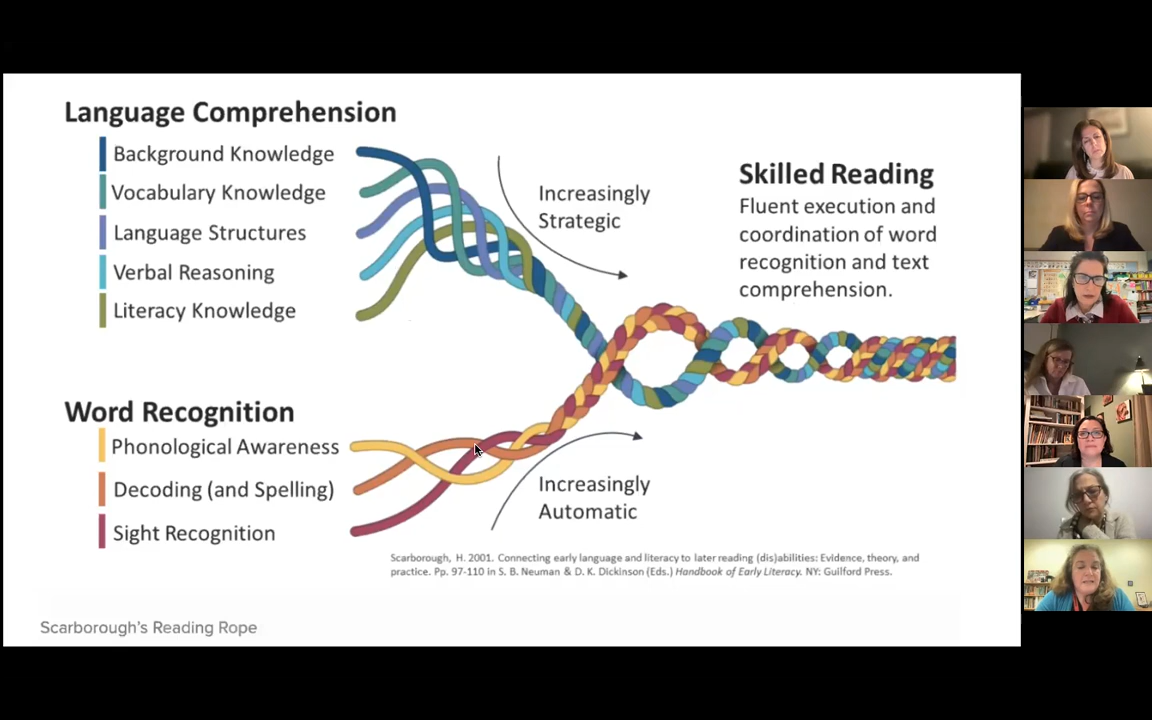 Language Comprehension
Background Knowledge
Vocabulary Knowledge
Language Structures
Verbal Reasoning
Literacy Knowledge
Increasingly
Strategic
Skilled Reading
Fluent execution and
coordination of word
recognition and text
comprehension.
Word Recognition
Phonological Awareness
Decoding (and Spelling)
Sight Recognition
Increasingly
Automatic
Scarborough, H. 2001. Connecting early language and literacy to later reading (dis)abilities: Evidence, theory, and
practice. Pp. 97-110 in S. B. Neuman & D. K. Dickinson (Eds.) Handbook of Early Literacy. NY: Guilford Press.
Scarborough's Reading Rope